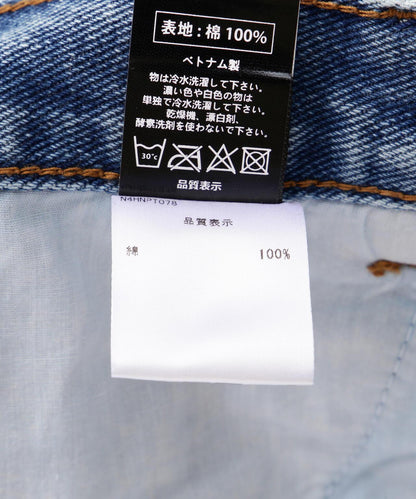 表地：棉 100%
ベトナム製
物は冷水洗濯して下さい。
濃い色や白色の物は
単独で冷水洗濯して下さい。
乾燥機、漂白剤、
酵素洗剤を使わないで下さい。
30℃
品質表示
N4HNPT078
品質表示
綿 100%